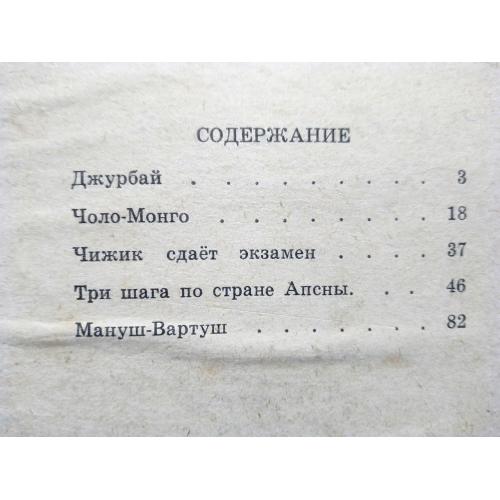 СОДЕРЖАНИЕ
Джурбай . . . . . . . . . 3
Чоло-Монго . . . . . . . . 18
Чижик сдаёт экзамен . . . . 37
Три шага по стране Апсны. . . 46
Мануш-Вартуш . . . . . . . 82